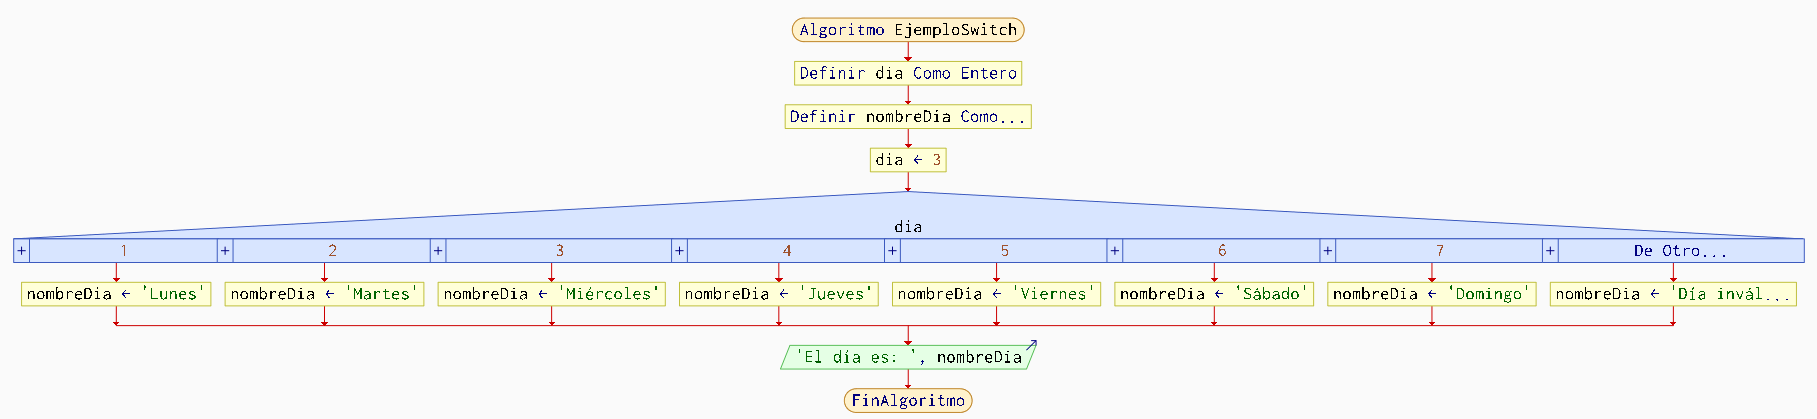 Algoritmo EjemploSwitch
Definir dia Como Entero
Definir nombreDia Como...
dia ← 3
dia
+ 1 + 2 + 3 + 4 + 5 + 6 + 7 + De Otro...
nombreDia ← 'Lunes' nombreDia ← 'Martes' nombreDia ← 'Miércoles' nombreDia ← 'Jueves' nombreDia ← 'Viernes' nombreDia ← 'Sábado' nombreDia ← 'Domingo' nombreDia ← 'Día invál...
'El día es: ', nombreDia
FinAlgoritmo